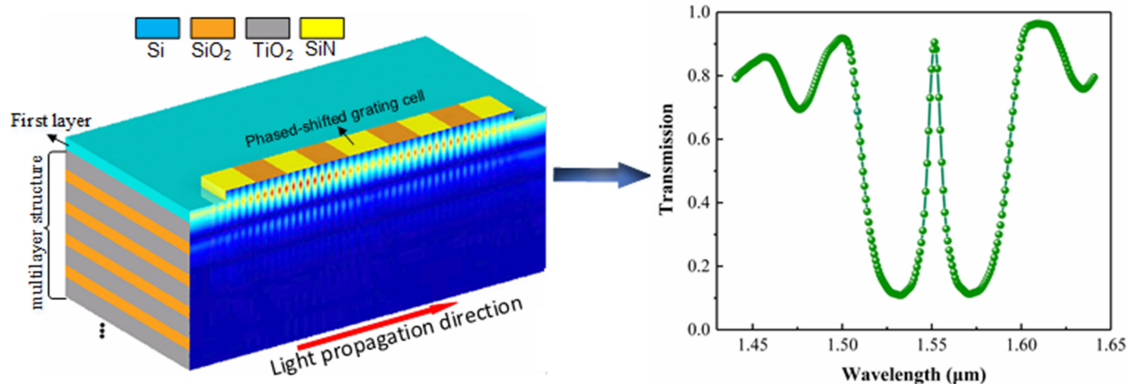 Si SiO₂ TiO₂ SiN
First layer
Phased-shifted grating cell
multilayer structure
Light propagation direction
Transmission
1.0
0.8
0.6
0.4
0.2
0.0
1.45 1.50 1.55 1.60 1.65
Wavelength (μm)